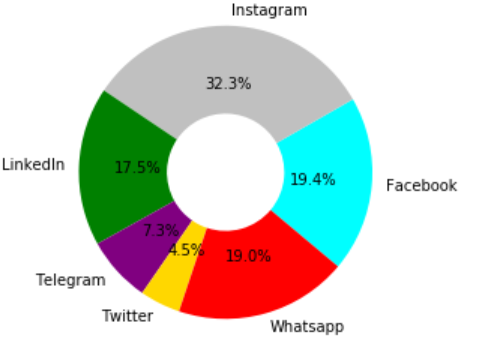 Instagram
32.3%
LinkedIn
17.5%
19.4%
Facebook
7.3%
4.5%
19.0%
Telegram
Twitter
Whatsapp